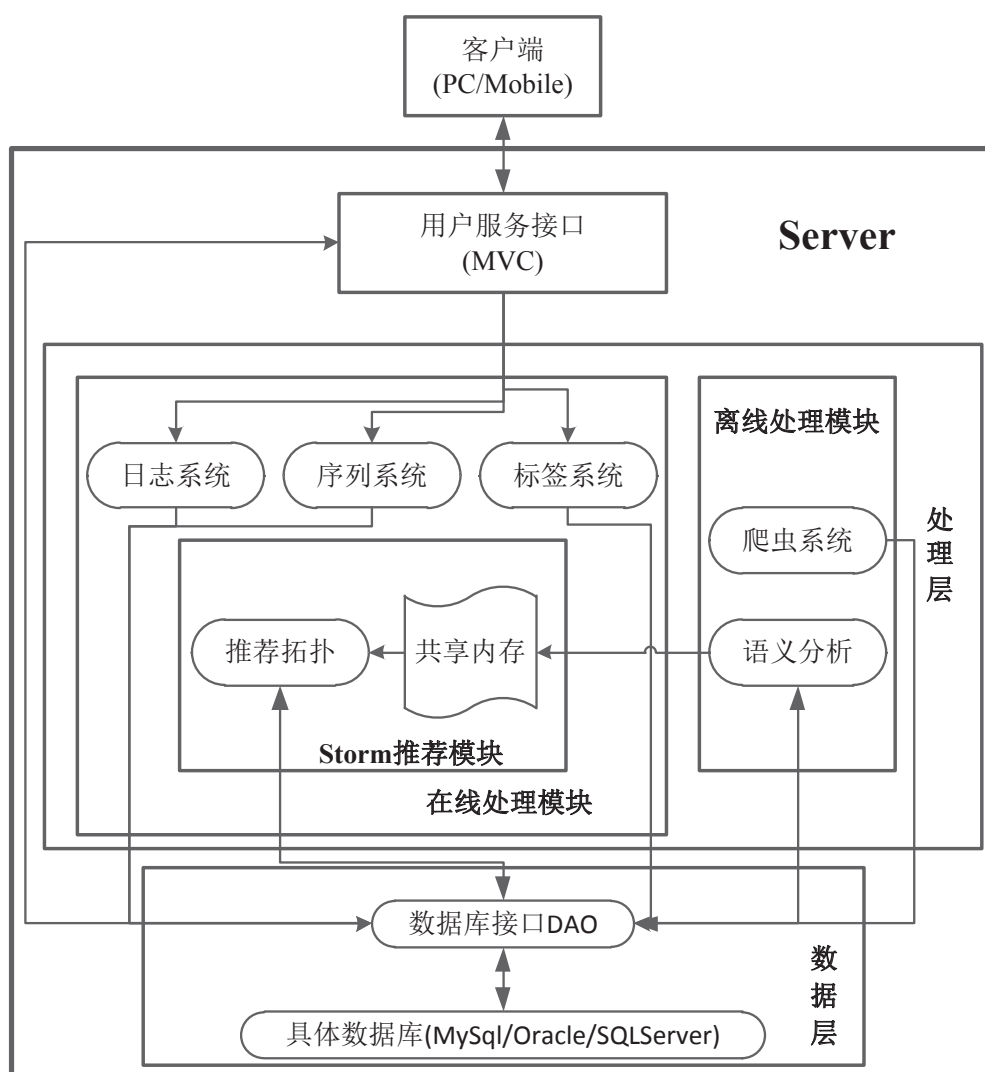 客户端
(PC/Mobile)
用户服务接口
(MVC)
Server
离线处理模块
日志系统
序列系统
标签系统
爬虫系统
处理层
推荐拓扑
共享内存
语义分析
Storm推荐模块
在线处理模块
数据库接口DAO
数据层
具体数据库(MySql/Oracle/SQLServer)